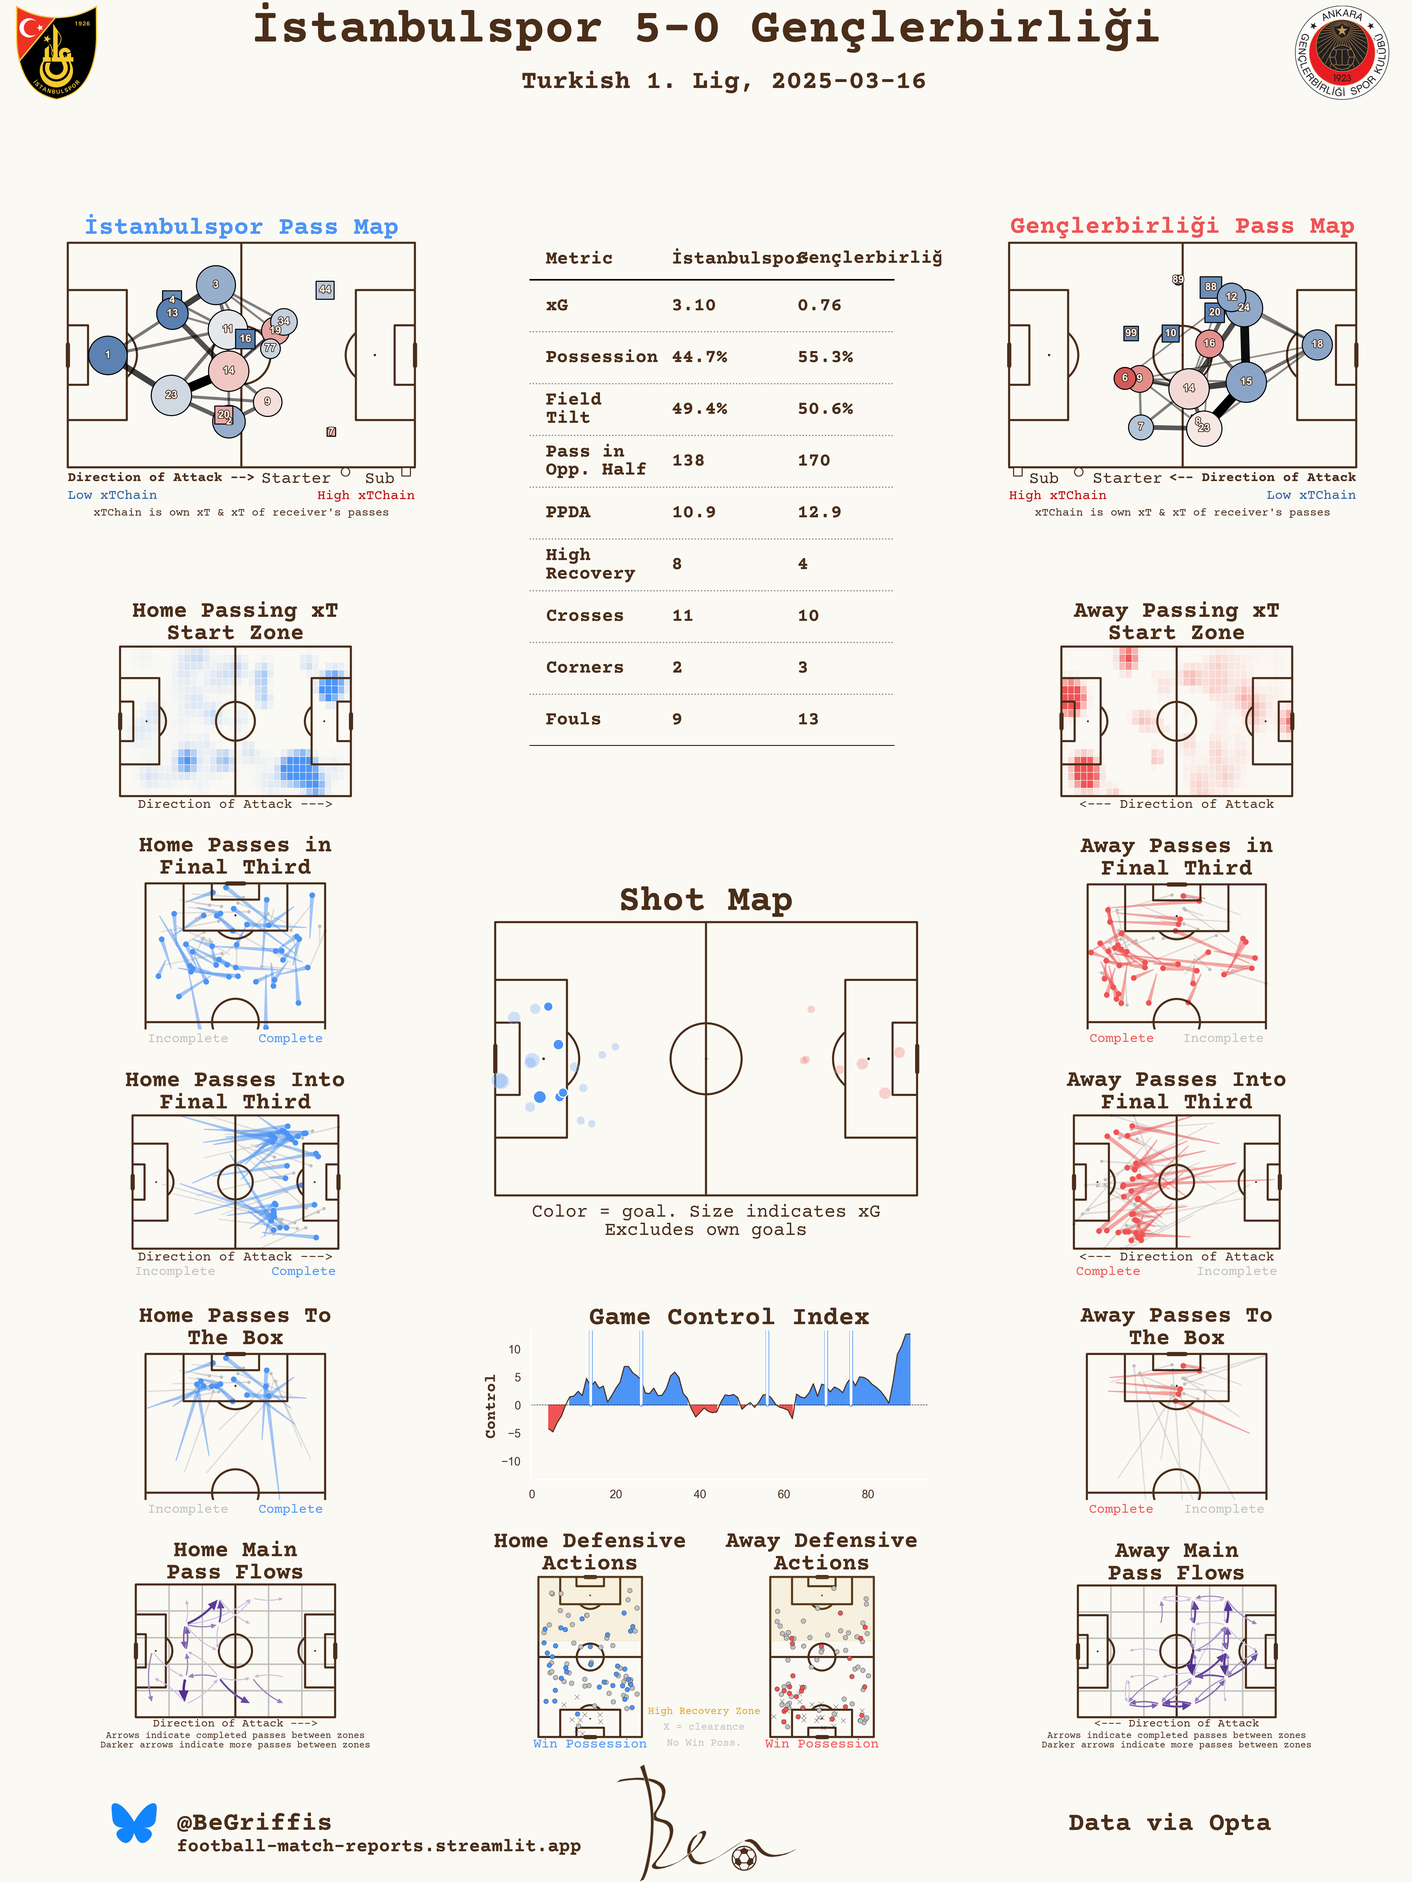 İstanbulspor 5-0 Gençlerbirliği
Turkish 1. Lig, 2025-03-16
1926
İSTANBULSPOR
ANKARA
GENÇLERBİRLİĞİ SPOR KULÜBÜ
1923
İstanbulspor Pass Map
3
44
4
13
34
19
11
16
77
1
14
23
9
20
2
7
Direction of Attack --> Starter Sub
Low xTChain High xTChain
xTChain is own xT & xT of receiver's passes
Metric İstanbulspor Gençlerbirliğ
xG 3.10 0.76
Possession 44.7% 55.3%
Field
Tilt 49.4% 50.6%
Pass in
Opp. Half 138 170
PPDA 10.9 12.9
High
Recovery 8 4
Crosses 11 10
Corners 2 3
Fouls 9 13
Gençlerbirliği Pass Map
89
88
12
24
20
99
10
16
18
6
9
14
15
7
8
23
Sub Starter <-- Direction of Attack
High xTChain Low xTChain
xTChain is own xT & xT of receiver's passes
Home Passing xT
Start Zone
Direction of Attack --->
Away Passing xT
Start Zone
<--- Direction of Attack
Home Passes in
Final Third
Incomplete Complete
Away Passes in
Final Third
Complete Incomplete
Shot Map
Color = goal. Size indicates xG
Excludes own goals
Home Passes Into
Final Third
Direction of Attack --->
Incomplete Complete
Away Passes Into
Final Third
<--- Direction of Attack
Complete Incomplete
Home Passes To
The Box
Incomplete Complete
Game Control Index
Control
10
5
0
−5
−10
0 20 40 60 80
Away Passes To
The Box
Complete Incomplete
Home Main
Pass Flows
Direction of Attack --->
Arrows indicate completed passes between zones
Darker arrows indicate more passes between zones
Home Defensive
Actions
Win Possession
Away Defensive
Actions
Win Possession
High Recovery Zone
X = clearance
No Win Poss.
Away Main
Pass Flows
<--- Direction of Attack
Arrows indicate completed passes between zones
Darker arrows indicate more passes between zones
@BeGriffis
football-match-reports.streamlit.app
Ben
Data via Opta